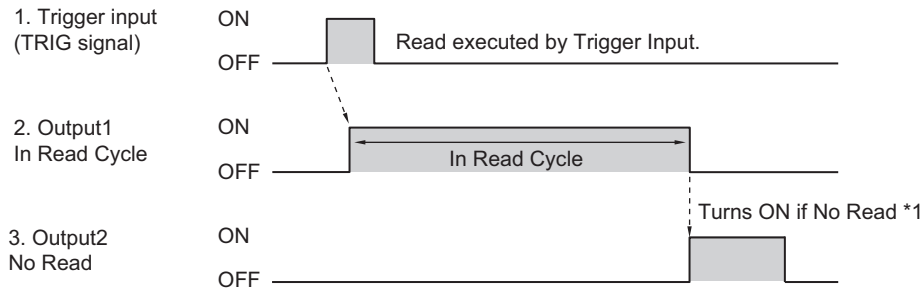 1. Trigger input
(TRIG signal)
ON
OFF
Read executed by Trigger Input.
2. Output1
In Read Cycle
ON
OFF
In Read Cycle
Turns ON if No Read *1
3. Output2
No Read
ON
OFF